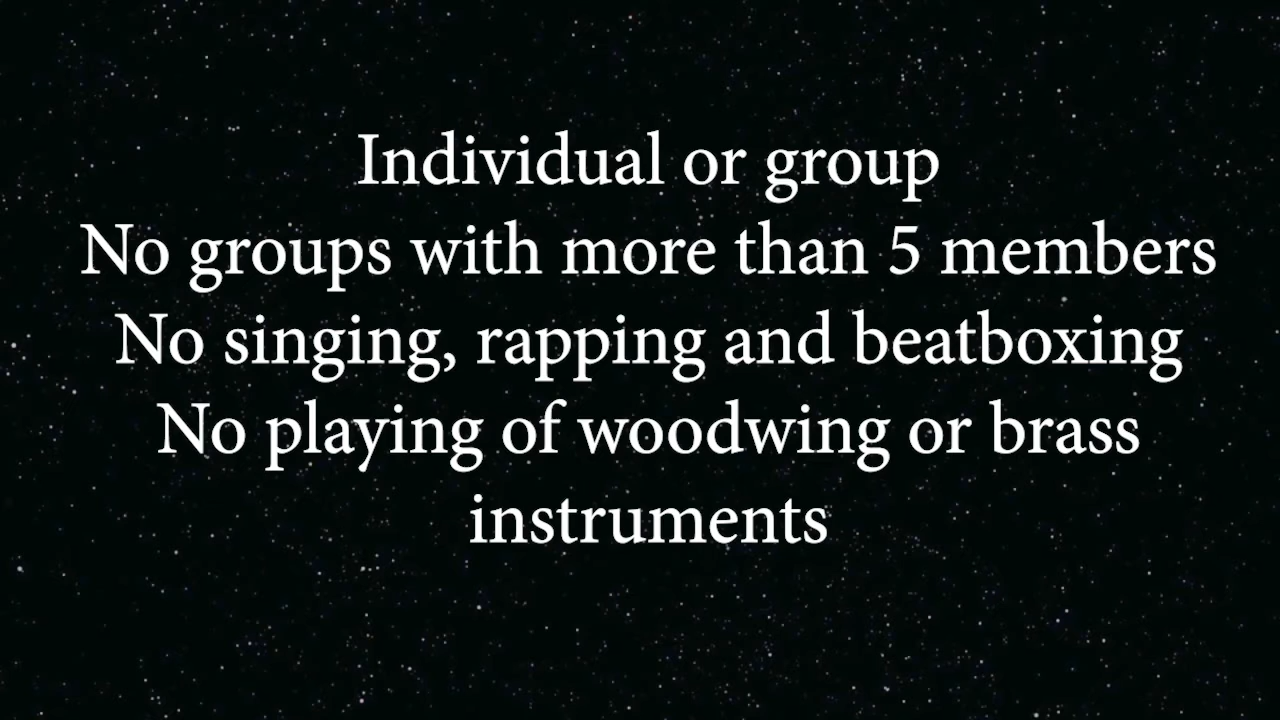 Individual or group
No groups with more than 5 members
No singing, rapping and beatboxing
No playing of woodwing or brass
instruments